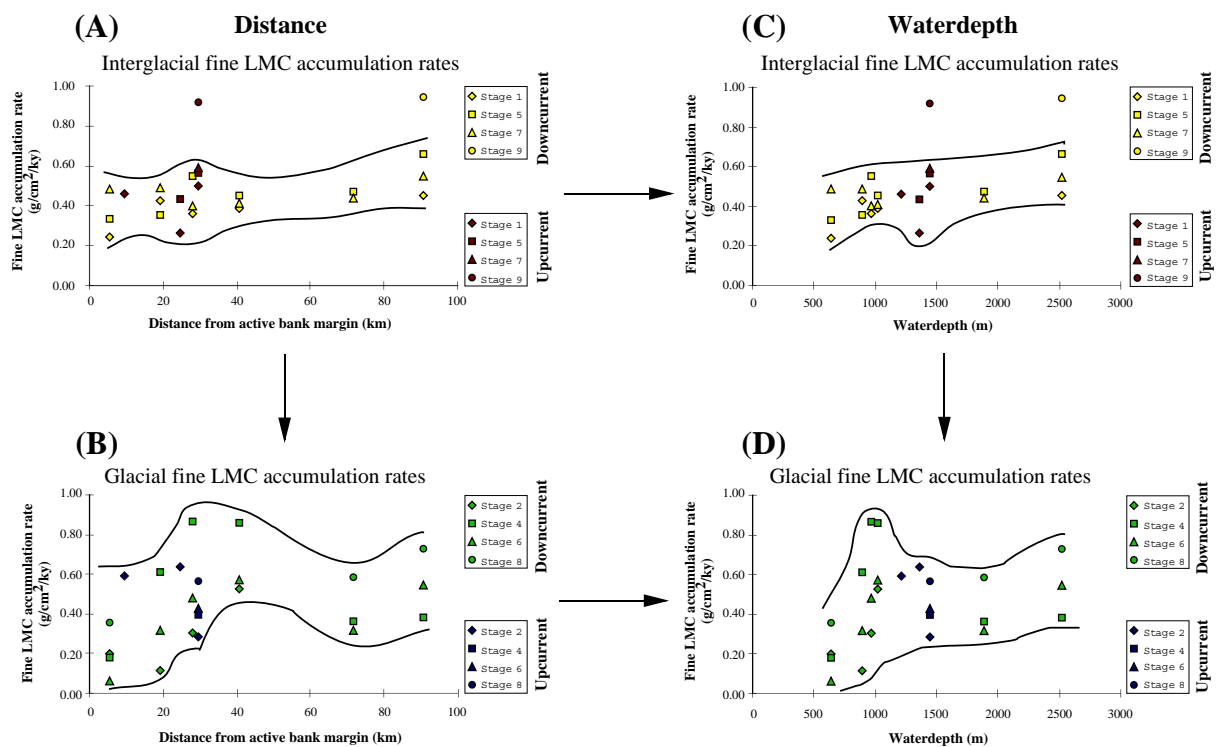 (A)
Distance
Interglacial fine LMC accumulation rates
Fine LMC accumulation rate
(g/cm²/ky)
1.00
0.80
0.60
0.40
0.20
0.00
0
20
40
60
80
100
Distance from active bank margin (km)
Stage 1
Stage 5
Stage 7
Stage 9
Downcurrent
Stage 1
Stage 5
Stage 7
Stage 9
Upcurrent
(C)
Waterdepth
Interglacial fine LMC accumulation rates
Fine LMC accumulation rate
(g/cm²/ky)
1.00
0.80
0.60
0.40
0.20
0.00
0
500
1000
1500
2000
2500
3000
Waterdepth (m)
Stage 1
Stage 5
Stage 7
Stage 9
Downcurrent
Stage 1
Stage 5
Stage 7
Stage 9
Upcurrent
(B)
Glacial fine LMC accumulation rates
Fine LMC accumulation rate
(g/cm²/ky)
1.00
0.80
0.60
0.40
0.20
0.00
0
20
40
60
80
100
Distance from active bank margin (km)
Stage 2
Stage 4
Stage 6
Stage 8
Downcurrent
Stage 2
Stage 4
Stage 6
Stage 8
Upcurrent
(D)
Glacial fine LMC accumulation rates
Fine LMC accumulation rate
(g/cm²/ky)
1.00
0.80
0.60
0.40
0.20
0.00
0
500
1000
1500
2000
2500
3000
Waterdepth (m)
Stage 2
Stage 4
Stage 6
Stage 8
Downcurrent
Stage 2
Stage 4
Stage 6
Stage 8
Upcurrent